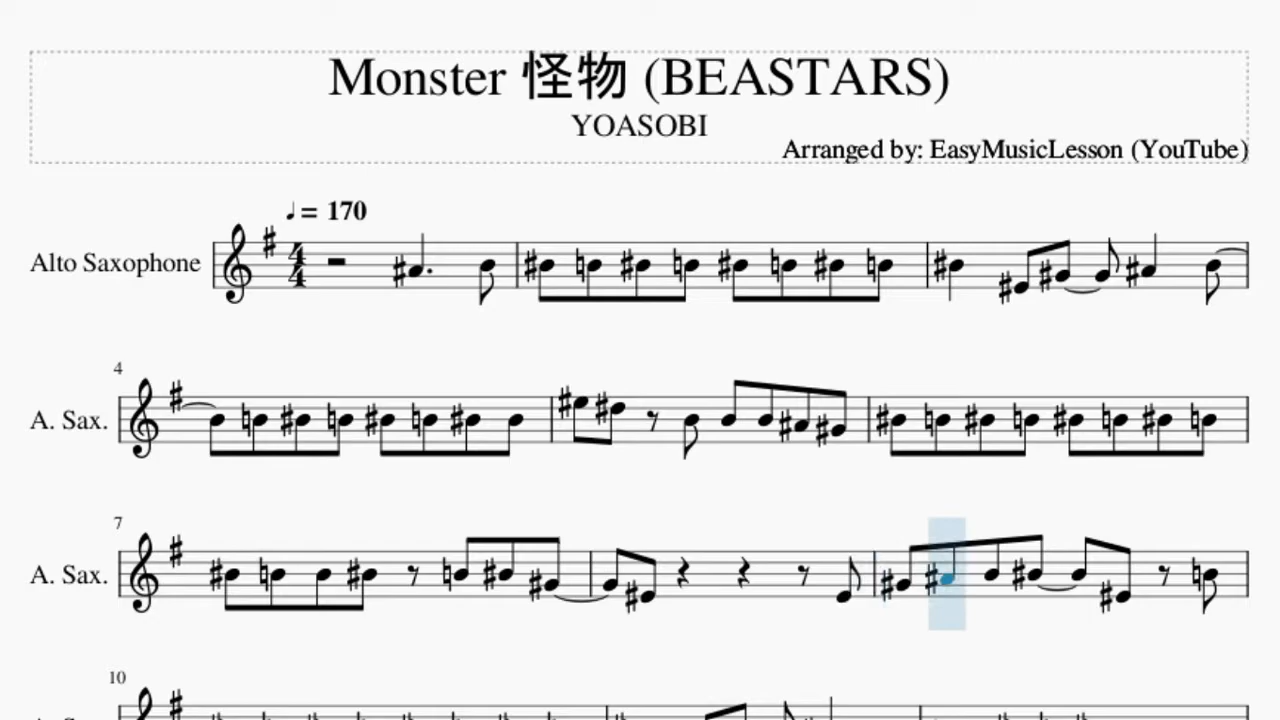 Monster 怪物 (BEASTARS)
YOASOBI
Arranged by: EasyMusicLesson (YouTube)
♩= 170
Alto Saxophone
4
4
4
A. Sax.
7
A. Sax.
10